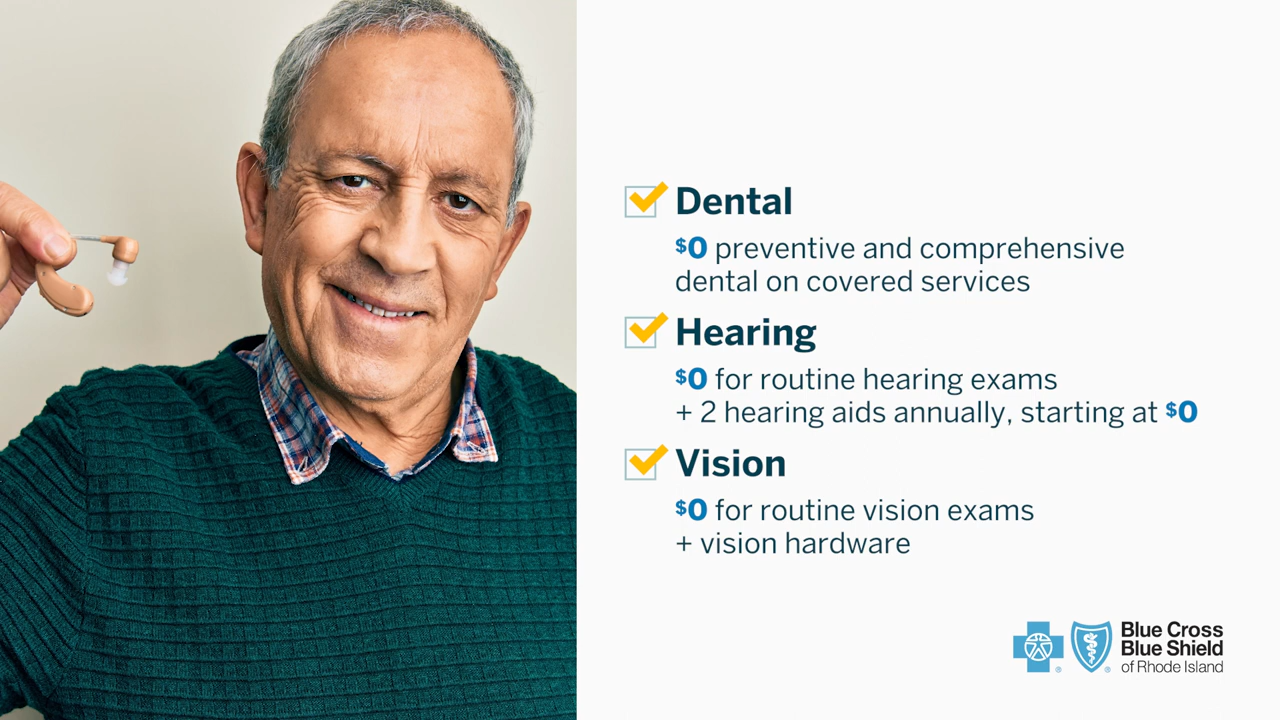 Dental
$0 preventive and comprehensive
dental on covered services
Hearing
$0 for routine hearing exams
+ 2 hearing aids annually, starting at $0
Vision
$0 for routine vision exams
+ vision hardware
Blue Cross
Blue Shield
of Rhode Island